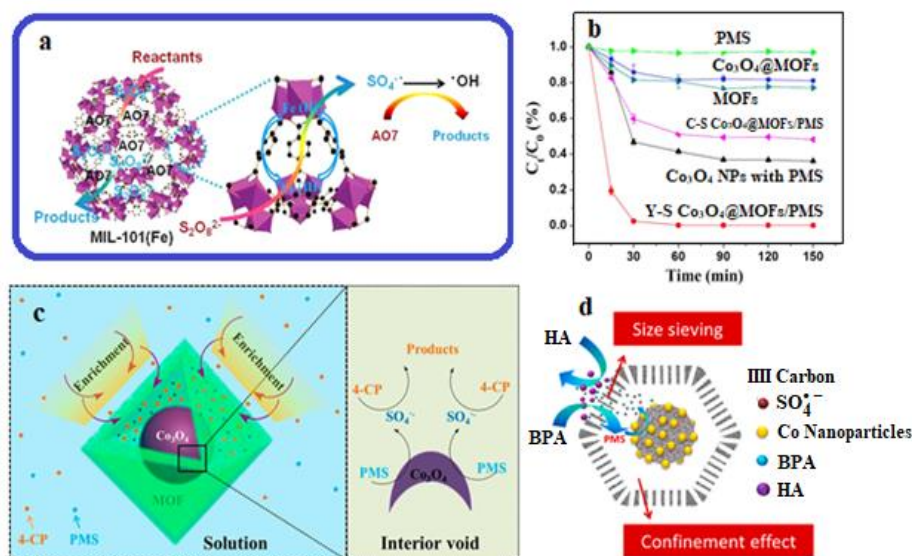 a
Reactants
AO7
AO7
AO7
AO7
AO7
S₂O₈²⁻
Products
MIL-101(Fe)
S₂O₈²⁻
SO₄•⁻ → •OH
AO7
Products
b
PMS
Co₃O₄@MOFs
MOFs
C-S Co₃O₄@MOFs/PMS
Co₃O₄ NPs with PMS
Y-S Co₃O₄@MOFs/PMS
Cₜ/C₀ (%)
1.0
0.8
0.6
0.4
0.2
0.0
0 30 60 90 120 150
Time (min)
c
Enrichment
Enrichment
Co₃O₄
MOF
4-CP
PMS
Solution
Products
4-CP
4-CP
SO₄•⁻
SO₄•⁻
PMS
PMS
Co₃O₄
Interior void
d
Size sieving
HA
BPA
PMS
Carbon
SO₄•⁻
Co Nanoparticles
BPA
HA
Confinement effect